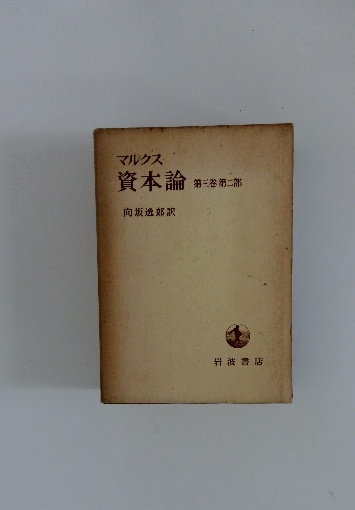 マルクス
資本論 第三巻第二部
向坂逸郎訳
岩波書店